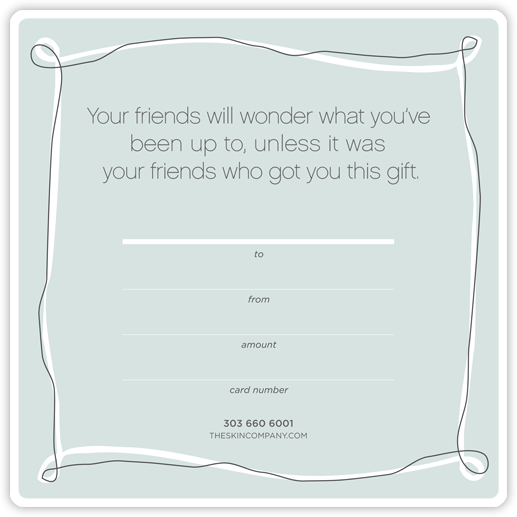 Your friends will wonder what you've
been up to, unless it was
your friends who got you this gift.
to
from
amount
card number
303 660 6001
THESKINCOMPANY.COM